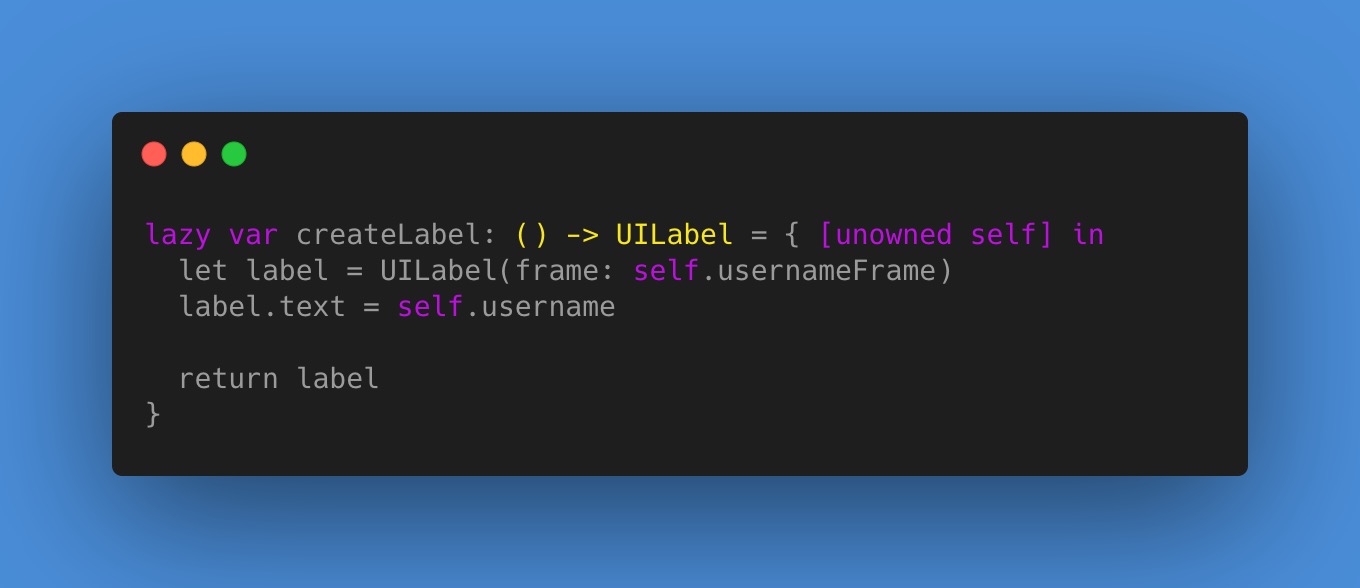 lazy var createLabel: () -> UILabel = { [unowned self] in
  let label = UILabel(frame: self.usernameFrame)
  label.text = self.username

  return label
}